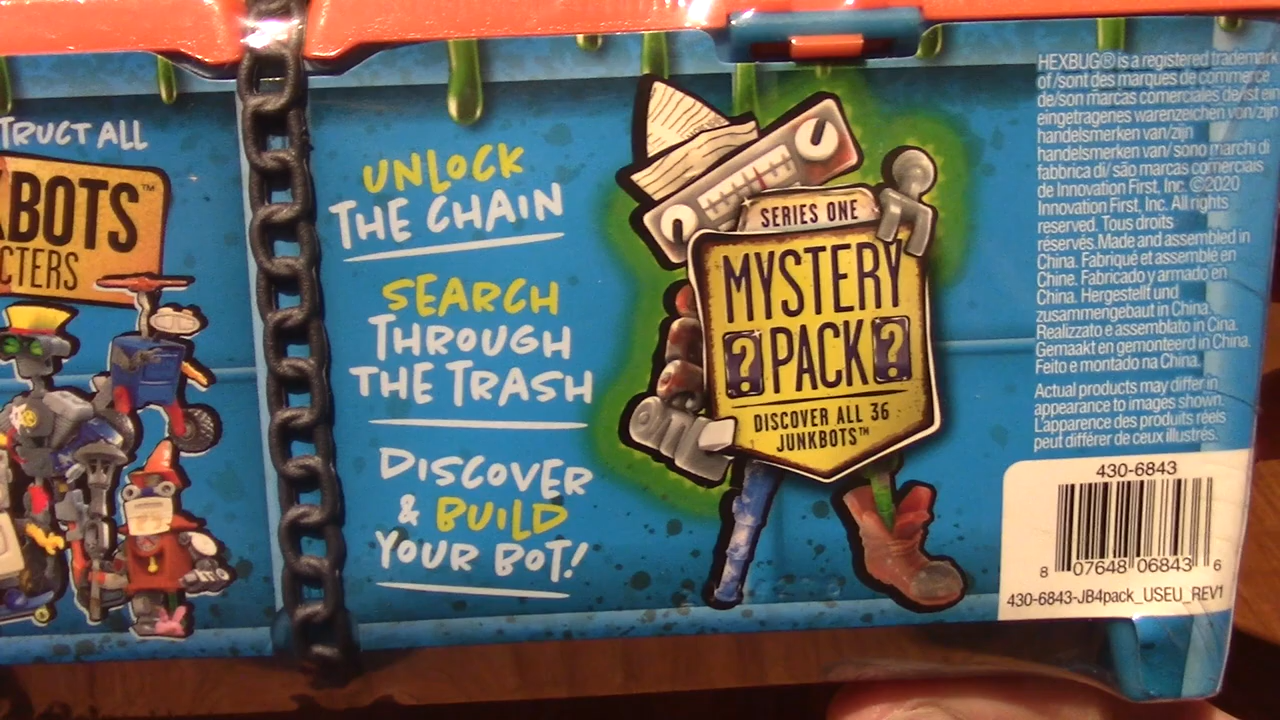 TRUCT ALL
KBOTS™
CTERS
UNLOCK
THE CHAIN
SEARCH
THROUGH
THE TRASH
DISCOVER
& BUILD
YOUR BOT!
SERIES ONE
MYSTERY
? PACK ?
DISCOVER ALL 36
JUNKBOTS™
HEXBUG® is a registered trademark
of /sont des marques de commerce
de/son marcas comerciales de/ist ein
eingetragenes warenzeichen von/zijn
handelsmerken van/zijn
handelsmerken van/ sono marchi di
fabbrica di/ são marcas comerciais
de Innovation First, Inc. ©2020
Innovation First, Inc. All rights
reserved. Tous droits
réservés.Made and assembled in
China. Fabriqué et assemblé en
Chine. Fabricado y armado en
China. Hergestellt und
zusammengebaut in China.
Realizzato e assemblato in Cina.
Gemaakt en gemonteerd in China.
Feito e montado na China.
Actual products may differ in
appearance to images shown.
L'apparence des produits réels
peut différer de ceux illustrés.
430-6843
8 07648 06843 6
430-6843-JB4pack_USEU_REV1